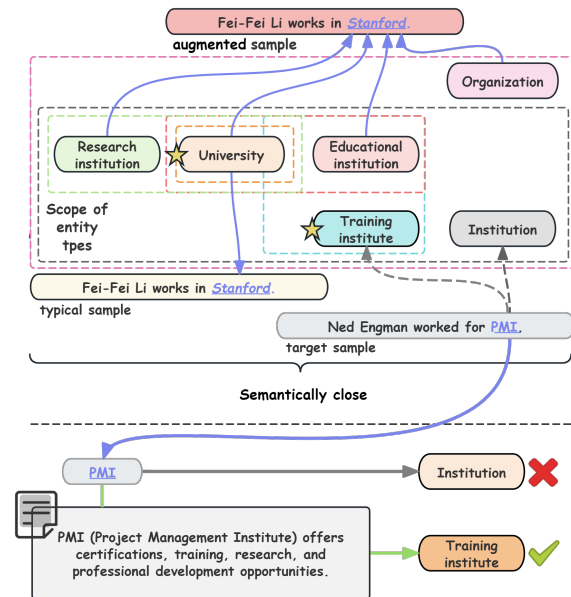 Fei-Fei Li works in Stanford.
augmented sample
Organization
Research
institution
University
Educational
institution
Scope of
entity
tpes
Training
institute
Institution
Fei-Fei Li works in Stanford.
typical sample
Ned Engman worked for PMI.
target sample
Semantically close
PMI
Institution
PMI (Project Management Institute) offers
certifications, training, research, and
professional development opportunities.
Training
institute